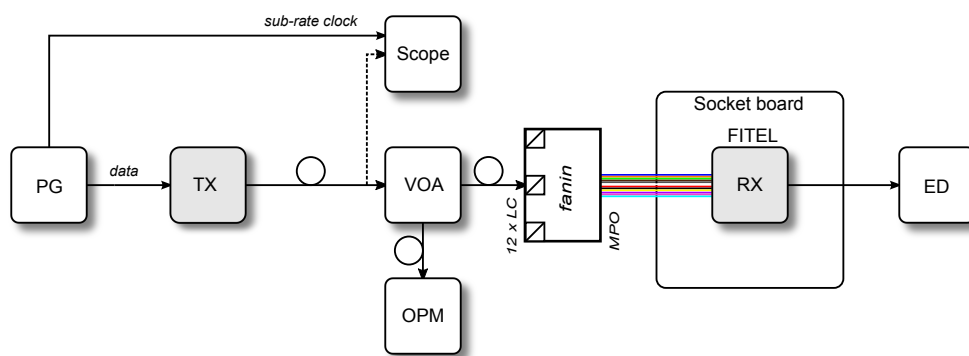 sub-rate clock
Scope
Socket board
FITEL
PG
data
TX
VOA
12 x LC
fanin
MPO
RX
ED
OPM